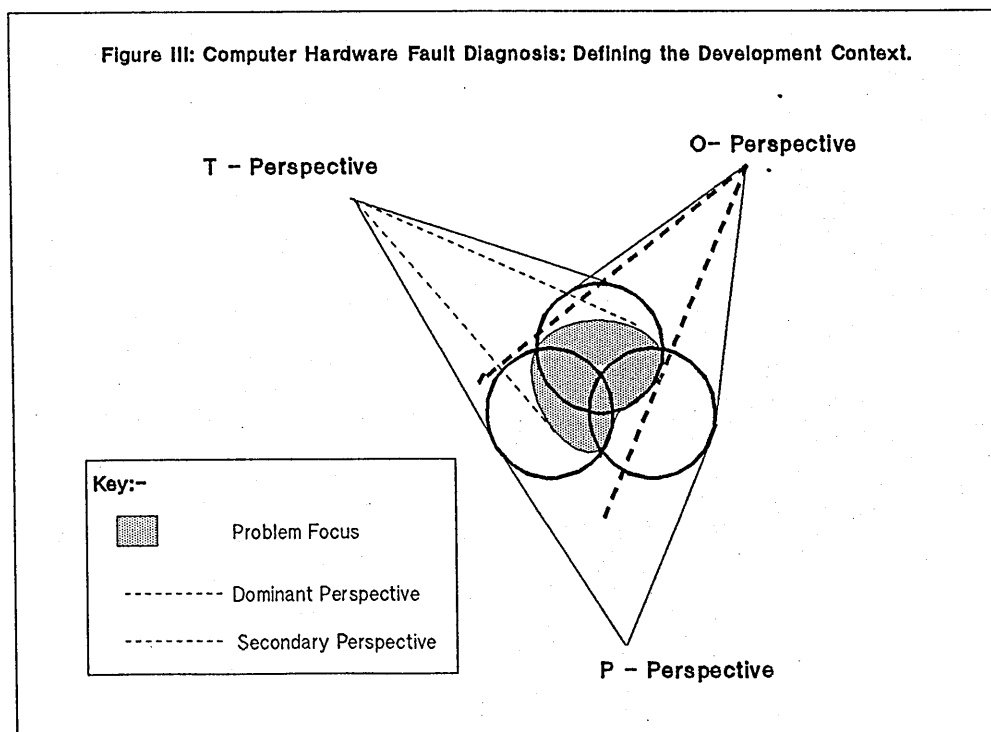 Figure III: Computer Hardware Fault Diagnosis: Defining the Development Context.
O- Perspective
T - Perspective
Key:-
Problem Focus
Dominant Perspective
Secondary Perspective
P - Perspective